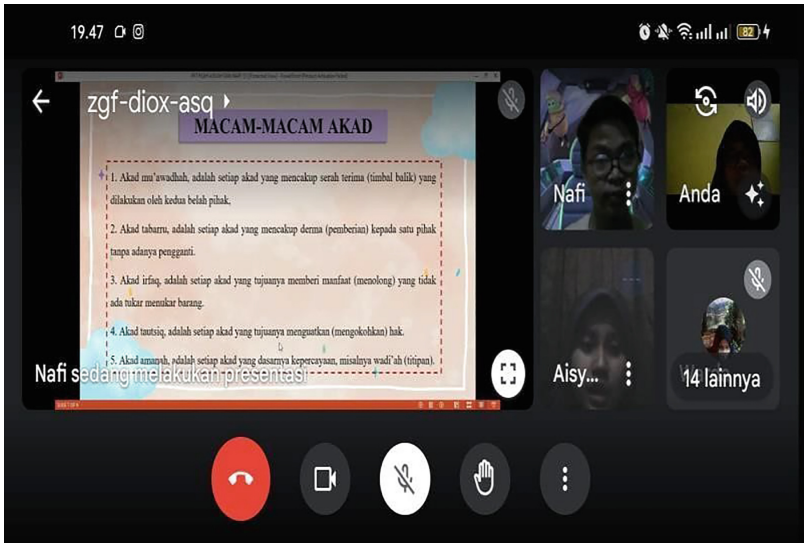 19.47
82
zgf-diox-asq
MACAM-MACAM AKAD
1. Akad mu'awadhah, adalah setiap akad yang mencakup serah terima (timbal balik) yang
dilakukan oleh kedua belah pihak,
2. Akad tabarru, adalah setiap akad yang mencakup derma (pemberian) kepada satu pihak
tanpa adanya pengganti.
3. Akad irfaq, adalah setiap akad yang tujuanya memberi manfaat (menolong) yang tidak
ada tukar menukar barang.
4. Akad tautsiq, adalah setiap akad yang tujuanya menguatkan (mengokohkan) hak.
5. Akad amanah, adalah setiap akad yang dasarnya kepercayaan, misalnya wadi'ah (titipan).
Nafi sedang melakukan presentasi
Nafi
Anda
Aisy...
14 lainnya